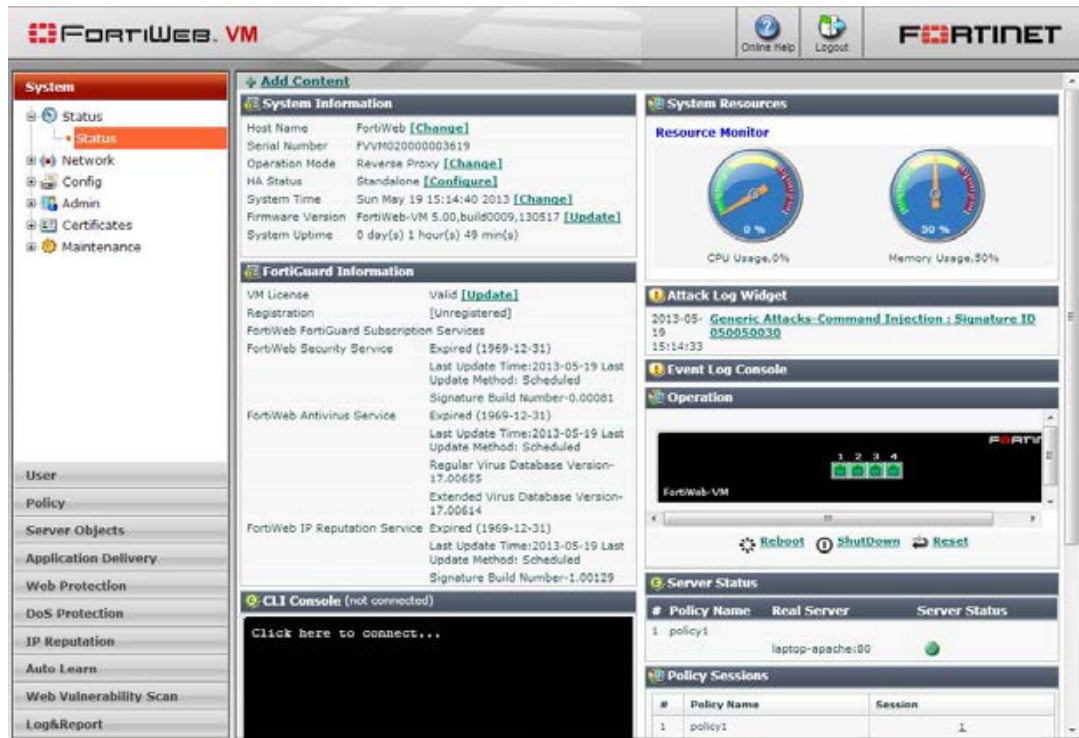 FORTIWEB. VM
Online Help
Logout
FORTINET
System
Status
Status
Network
Config
Admin
Certificates
Maintenance
User
Policy
Server Objects
Application Delivery
Web Protection
DoS Protection
IP Reputation
Auto Learn
Web Vulnerability Scan
Log&Report
Add Content
System Information
Host Name FortiWeb [Change]
Serial Number FVVM020000003619
Operation Mode Reverse Proxy [Change]
HA Status Standalone [Configure]
System Time Sun May 19 15:14:40 2013 [Change]
Firmware Version FortiWeb-VM 5.00,build0009,130517 [Update]
System Uptime 0 day(s) 1 hour(s) 49 min(s)
FortiGuard Information
VM License Valid [Update]
Registration [Unregistered]
FortiWeb FortiGuard Subscription Services
FortiWeb Security Service Expired (1969-12-31)
Last Update Time:2013-05-19 Last
Update Method: Scheduled
Signature Build Number-0.00081
FortiWeb Antivirus Service Expired (1969-12-31)
Last Update Time:2013-05-19 Last
Update Method: Scheduled
Regular Virus Database Version-
17.00655
Extended Virus Database Version-
17.00614
FortiWeb IP Reputation Service Expired (1969-12-31)
Last Update Time:2013-05-19 Last
Update Method: Scheduled
Signature Build Number-1.00129
CLI Console (not connected)
Click here to connect...
System Resources
Resource Monitor
0 %
CPU Usage,0%
50 %
Memory Usage,50%
Attack Log Widget
2013-05- Generic Attacks-Command Injection : Signature ID
19 050050030
15:14:33
Event Log Console
Operation
FORTI
1 2 3 4
FortiWeb-VM
Reboot ShutDown Reset
Server Status
# Policy Name Real Server Server Status
1 policy1
laptop-apache:80
Policy Sessions
# Policy Name Session
1 policy1 1